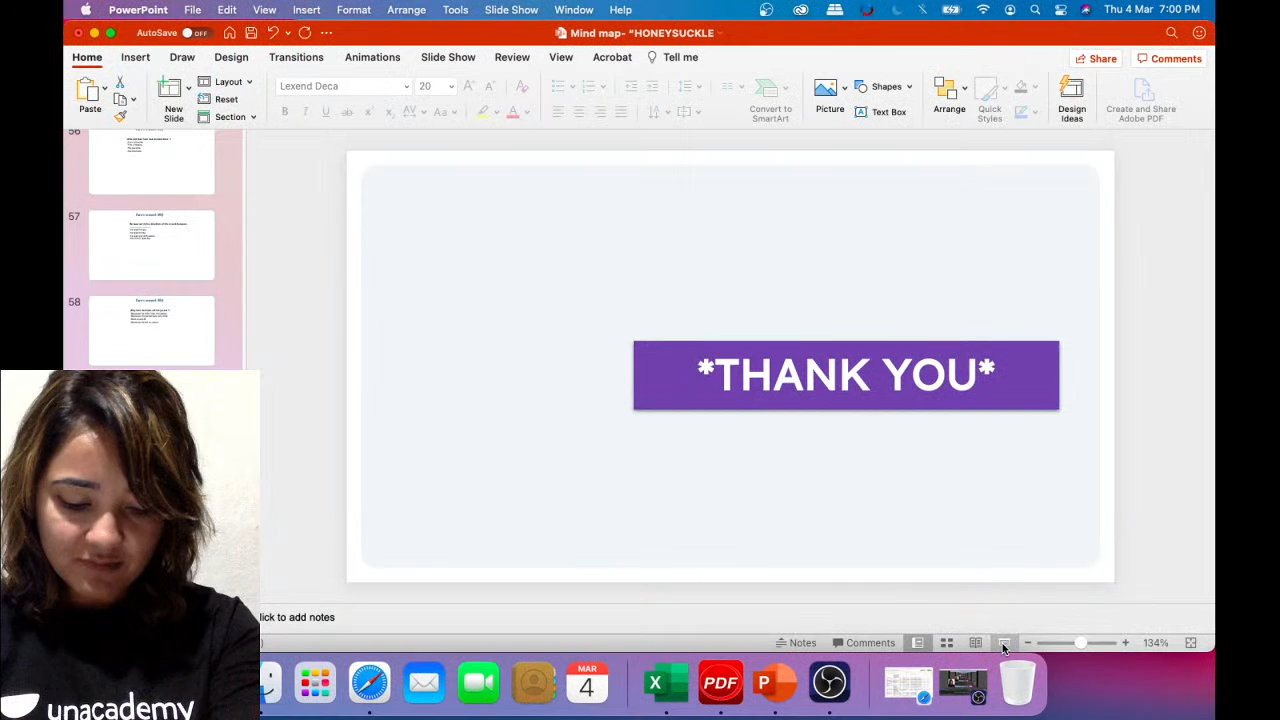 PowerPoint File Edit View Insert Format Arrange Tools Slide Show Window Help Thu 4 Mar 7:00 PM
AutoSave OFF Mind map- “HONEYSUCKLE
Home Insert Draw Design Transitions Animations Slide Show Review View Acrobat Tell me Share Comments
Paste New Slide Layout Reset Section Lexend Deca 20 Convert to SmartArt Picture Shapes Text Box Arrange Quick Styles Design Ideas Create and Share Adobe PDF
56
57
58
*THANK YOU*
lick to add notes
Notes Comments 134%
MAR
4
X PDF P
unacademy